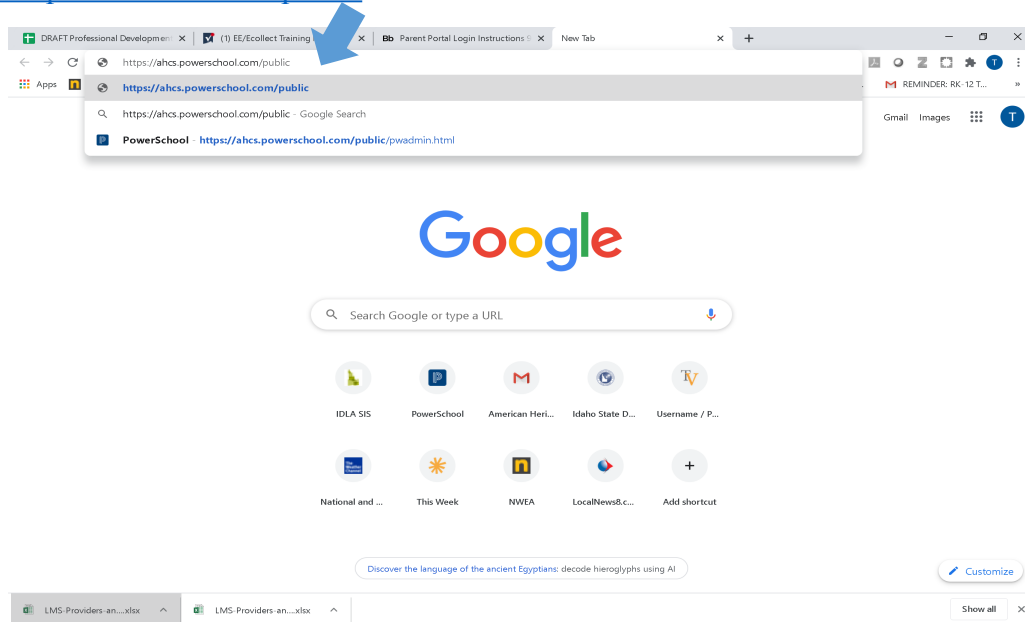 DRAFT Professional Development
(1) EE/Ecollect Training
Bb Parent Portal Login Instructions
New Tab
https://ahcs.powerschool.com/public
Apps
REMINDER: RK-12 T...
https://ahcs.powerschool.com/public
https://ahcs.powerschool.com/public - Google Search
PowerSchool - https://ahcs.powerschool.com/public/pwadmin.html
Gmail Images T
Google
Search Google or type a URL
IDLA SIS PowerSchool American Heri... Idaho State D... Username / P...
National and ... This Week NWEA LocalNews8.c... Add shortcut
Discover the language of the ancient Egyptians: decode hieroglyphs using AI
Customize
LMS-Providers-an....xlsx LMS-Providers-an....xlsx Show all